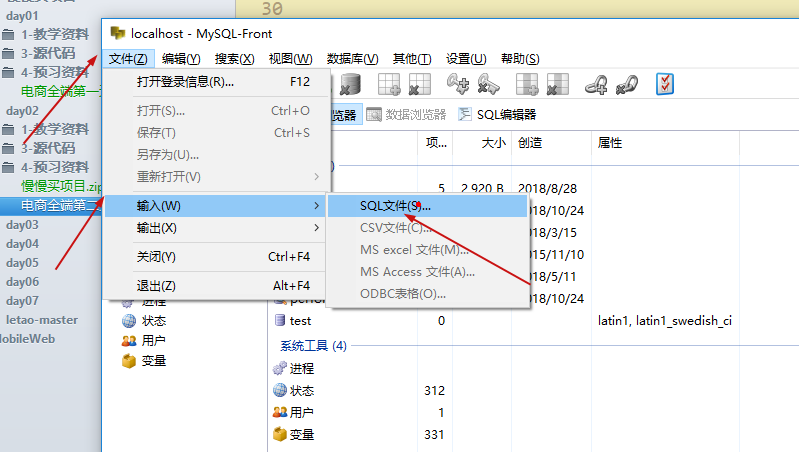 30
day01
1-教学资料
3-源代码
4-预习资料
电商全端第一
day02
1-教学资料
3-源代码
4-预习资料
慢慢买项目.zip
电商全端第二
day03
day04
day05
day06
day07
letao-master
obileWeb
localhost - MySQL-Front
文件(Z) 编辑(Y) 搜索(X) 视图(W) 数据库(V) 其他(T) 设置(U) 帮助(S)
打开登录信息(R)... F12
打开(S)... Ctrl+O
保存(T) Ctrl+S
另存为(U)...
重新打开(V)
输入(W)
输出(X)
关闭(Y) Ctrl+F4
退出(Z) Alt+F4
SQL文件(S)...
CSV文件(C)...
MS excel 文件(M)...
MS Access 文件(A)...
ODBC表格(O)...
览器 数据浏览器 SQL编辑器
项... 大小 创造 属性
5 2,920 B 2018/8/28
018/10/24
018/3/15
015/11/10
018/5/11
018/10/24
test 0 latin1, latin1_swedish_ci
系统工具 (4)
进程
状态 312
用户 1
变量 331
进程
状态
用户
变量